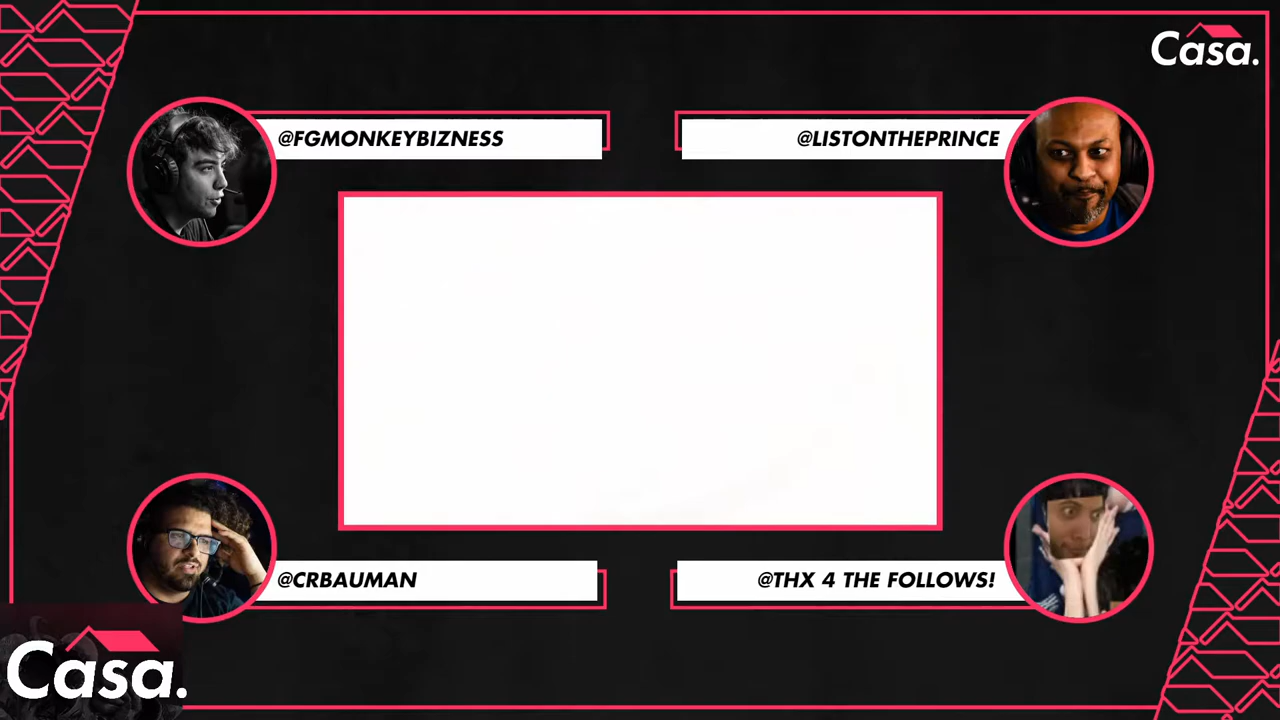 Casa.
@FGMONKEYBIZNESS
@LISTONTHEPRINCE
@CRBAUMAN
@THX 4 THE FOLLOWS!
Casa.